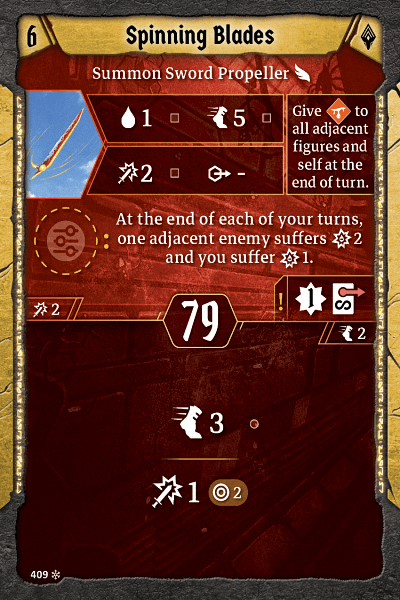 6 Spinning Blades
Summon Sword Propeller
1 5
2 -
Give to
all adjacent
figures and
self at the
end of turn.
At the end of each of your turns,
one adjacent enemy suffers 2
and you suffer 1.
! 1
2
79
2
3
1 2
409